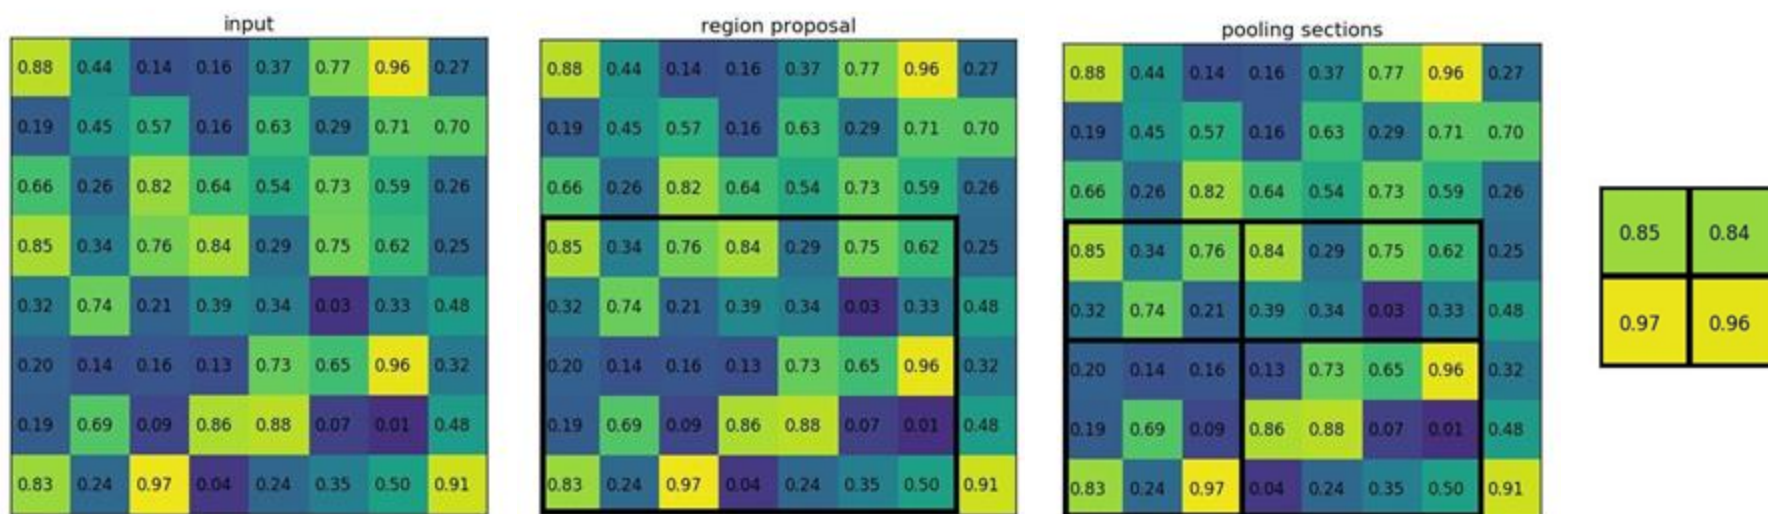 input
0.88 0.44 0.14 0.16 0.37 0.77 0.96 0.27
0.19 0.45 0.57 0.16 0.63 0.29 0.71 0.70
0.66 0.26 0.82 0.64 0.54 0.73 0.59 0.26
0.85 0.34 0.76 0.84 0.29 0.75 0.62 0.25
0.32 0.74 0.21 0.39 0.34 0.03 0.33 0.48
0.20 0.14 0.16 0.13 0.73 0.65 0.96 0.32
0.19 0.69 0.09 0.86 0.88 0.07 0.01 0.48
0.83 0.24 0.97 0.04 0.24 0.35 0.50 0.91
region proposal
0.88 0.44 0.14 0.16 0.37 0.77 0.96 0.27
0.19 0.45 0.57 0.16 0.63 0.29 0.71 0.70
0.66 0.26 0.82 0.64 0.54 0.73 0.59 0.26
0.85 0.34 0.76 0.84 0.29 0.75 0.62 0.25
0.32 0.74 0.21 0.39 0.34 0.03 0.33 0.48
0.20 0.14 0.16 0.13 0.73 0.65 0.96 0.32
0.19 0.69 0.09 0.86 0.88 0.07 0.01 0.48
0.83 0.24 0.97 0.04 0.24 0.35 0.50 0.91
pooling sections
0.88 0.44 0.14 0.16 0.37 0.77 0.96 0.27
0.19 0.45 0.57 0.16 0.63 0.29 0.71 0.70
0.66 0.26 0.82 0.64 0.54 0.73 0.59 0.26
0.85 0.34 0.76 0.84 0.29 0.75 0.62 0.25
0.32 0.74 0.21 0.39 0.34 0.03 0.33 0.48
0.20 0.14 0.16 0.13 0.73 0.65 0.96 0.32
0.19 0.69 0.09 0.86 0.88 0.07 0.01 0.48
0.83 0.24 0.97 0.04 0.24 0.35 0.50 0.91
0.85 0.84
0.97 0.96